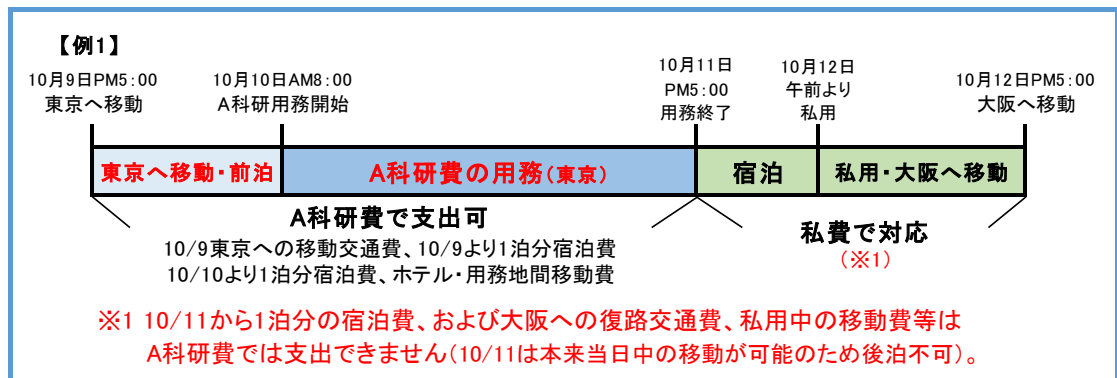 【例1】
10月9日PM5:00
東京へ移動
10月10日AM8:00
A科研用務開始
10月11日
PM5:00
用務終了
10月12日
午前より
私用
10月12日PM5:00
大阪へ移動
東京へ移動・前泊
A科研費の用務(東京)
宿泊
私用・大阪へ移動
A科研費で支出可
10/9東京への移動交通費、10/9より1泊分宿泊費
10/10より1泊分宿泊費、ホテル・用務地間移動費
私費で対応
(※1)
※1 10/11から1泊分の宿泊費、および大阪への復路交通費、私用中の移動費等は
A科研費では支出できません(10/11は本来当日中の移動が可能のため後泊不可)。